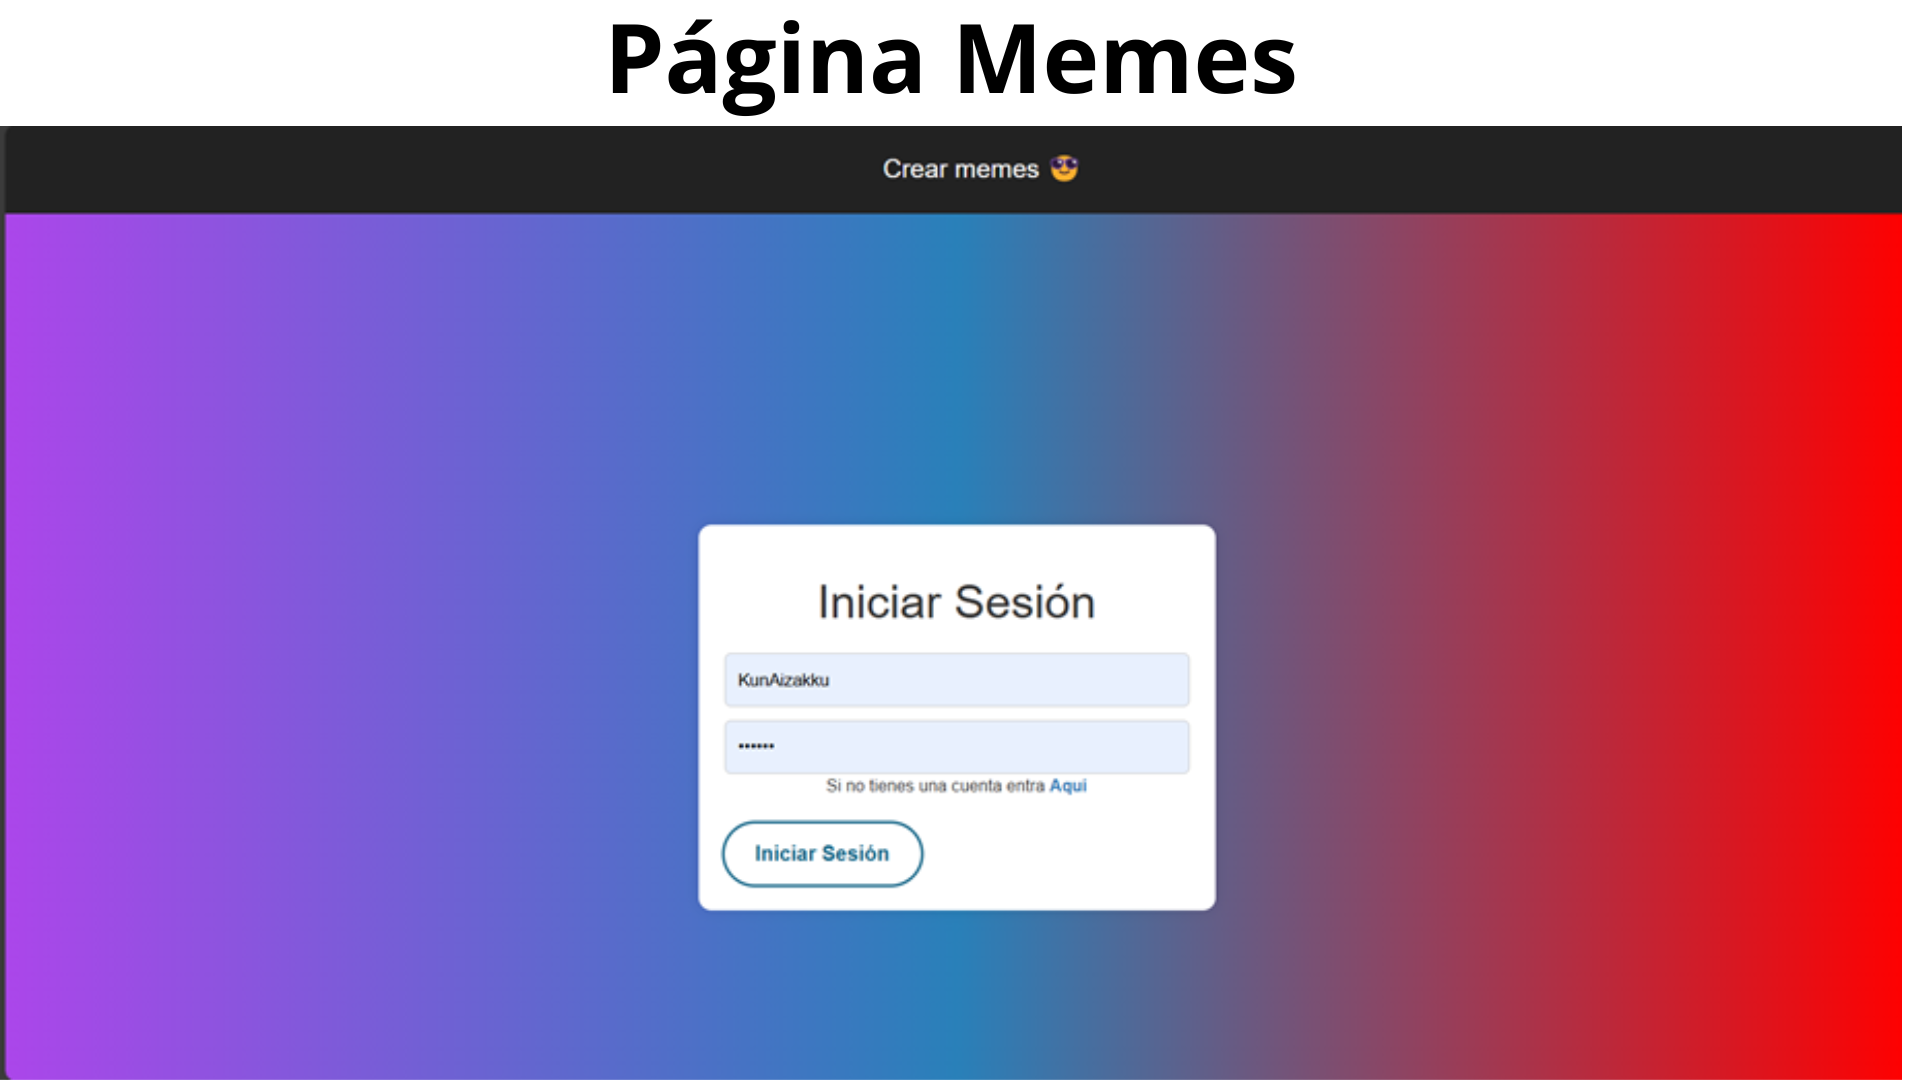 Página Memes
Crear memes 😎
Iniciar Sesión
KunAizakku
••••••
Si no tienes una cuenta entra Aqui
Iniciar Sesión